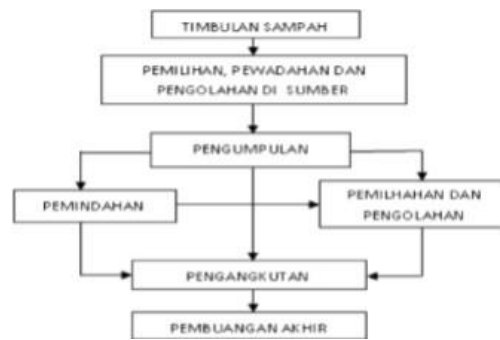 TIMBULAN SAMPAH
PEMILIHAN, PEWADAHAN DAN
PENGOLAHAN DI SUMBER
PENGUMPULAN
PEMINDAHAN
PEMILHAHAN DAN
PENGOLAHAN
PENGANGKUTAN
PEMBUANGAN AKHIR